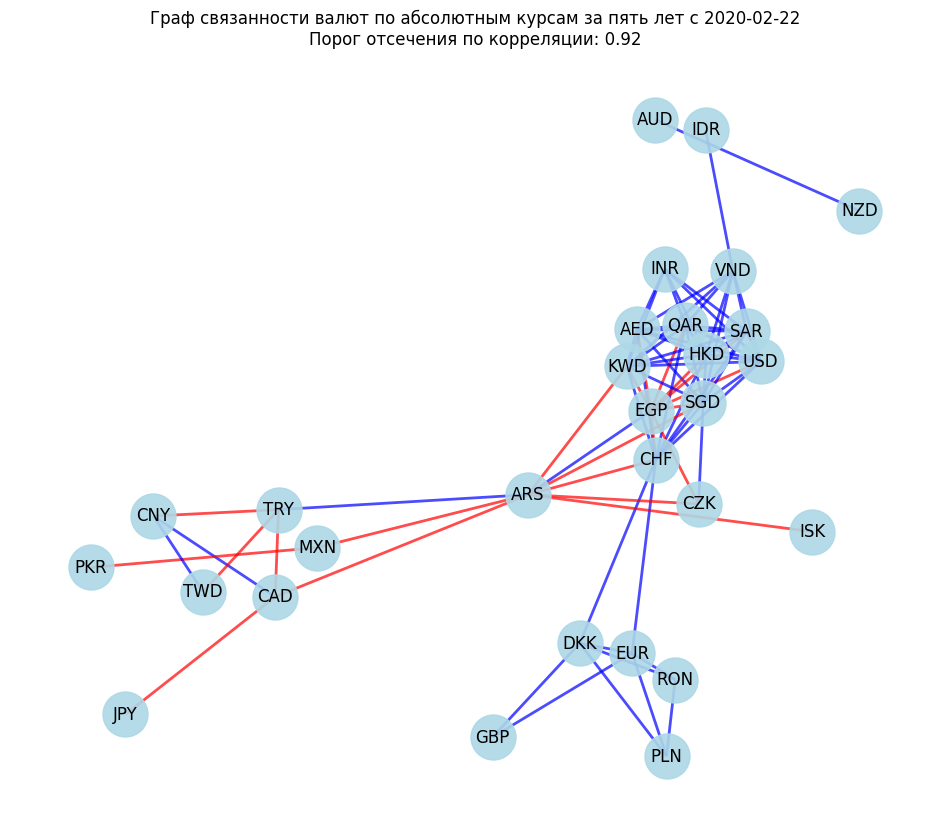 Граф связанности валют по абсолютным курсам за пять лет с 2020-02-22
Порог отсечения по корреляции: 0.92
AUD
IDR
NZD
INR
VND
AED
QAR
SAR
HKD
USD
KWD
SGD
EGP
CHF
ARS
CZK
ISK
TRY
CNY
MXN
PKR
TWD
CAD
DKK
EUR
RON
JPY
GBP
PLN